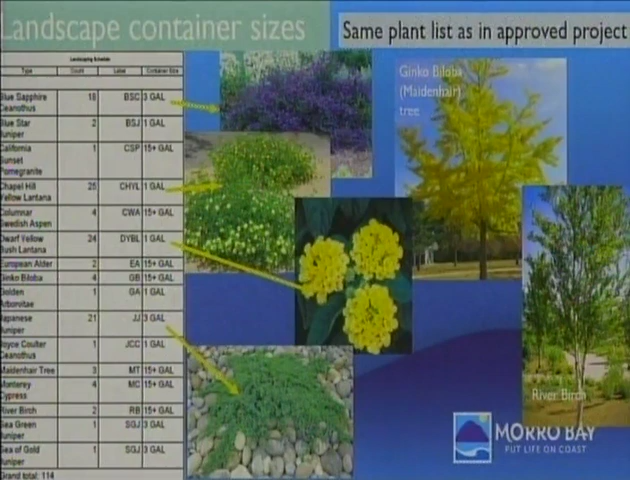 Landscape container sizes
Same plant list as in approved project
Landscaping Schedule
Type Count Label Container Size
Blue Sapphire Ceanothus 18 BSC 3 GAL
Blue Star Juniper 2 BSJ 1 GAL
California Sunset Pomegranite 1 CSP 15+ GAL
Chapel Hill Yellow Lantana 25 CHYL 1 GAL
Columnar Swedish Aspen 4 CWA 15+ GAL
Dwarf Yellow Bush Lantana 24 DYBL 1 GAL
European Alder 2 EA 15+ GAL
Ginko Biloba 4 GB 15+ GAL
Golden Arborvitae 1 GA 1 GAL
Japanese Juniper 21 JJ 3 GAL
Joyce Coulter Ceanothus 1 JCC 1 GAL
Maidenhair Tree 3 MT 15+ GAL
Monterey Cypress 4 MC 15+ GAL
River Birch 2 RB 15+ GAL
Sea Green Juniper 1 SGJ 3 GAL
Sea of Gold Juniper 1 SGJ 3 GAL
Grand total: 114
Ginko Biloba
(Maidenhair)
tree
River Birch
MORRO BAY
PUT LIFE ON COAST